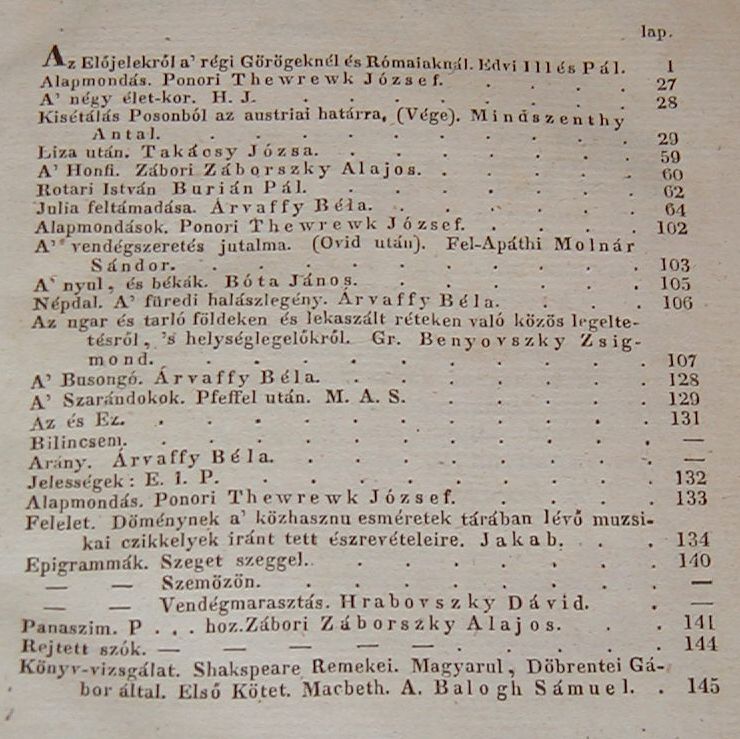 lap.
Az Előjelekről a' régi Görögeknél és Rómaiaknál. Edvi Illés Pál. 1
Alapmondás. Ponori Thewrewk József. . . . . 27
A' négy élet-kor. H. J. . . . . . . . . 28
Kisétálás Posonból az austriai határra, (Vége). Mindszenthy
Antal. . . . . . . . . . . . 29
Liza után. Takácsy Józsa. . . . . . . . 59
A' Honfi. Zábori Záborszky Alajos. . . . . . 60
Rotari István Burián Pál. . . . . . . . 62
Julia feltámadása. Árvaffy Béla. . . . . . . 64
Alapmondások. Ponori Thewrewk József. . . . . 102
A' vendégszeretés jutalma. (Ovid után). Fel-Apáthi Molnár
Sándor. . . . . . . . . . . 103
A' nyul, és békák. Bóta János. . . . . . . 105
Népdal. A' füredi halászlegény. Árvaffy Béla. . . . 106
Az ugar és tarló földeken és lekaszált réteken való közös legelte-
tésről, 's helységlegelőkről. Gr. Benyovszky Zsig-
mond. . . . . . . . . . . . 107
A' Busongó. Árvaffy Béla. . . . . . . . 128
A' Szarándokok. Pfeffel után. M. A. S. . . . . . 129
Az és Ez. . . . . . . . . . . . 131
Bilincsem. . . . . . . . . . . —
Arány. Árvaffy Béla. . . . . . . . . —
Jelességek: E. I. P. . . . . . . . . . 132
Alapmondás. Ponori Thewrewk József. . . . . 133
Felelet. Döménynek a' közhasznu esméretek tárában lévő muzsi-
kai czikkelyek iránt tett észrevételeire. Jakab. . . . 134
Epigrammák. Szeget szeggel. . . . . . . . 140
— — Szemözön. . . . . . . . . —
— — Vendégmarasztás. Hrabovszky Dávid. . —
Panaszim. P . . . hoz. Zábori Záborszky Alajos. . . . 141
Rejtett szók. — — — — — — — . . . . . 144
Könyv-vizsgálat. Shakspeare Remekei. Magyarul, Döbrentei Gá-
bor által. Első Kötet. Macbeth. A. Balogh Sámuel. . 145